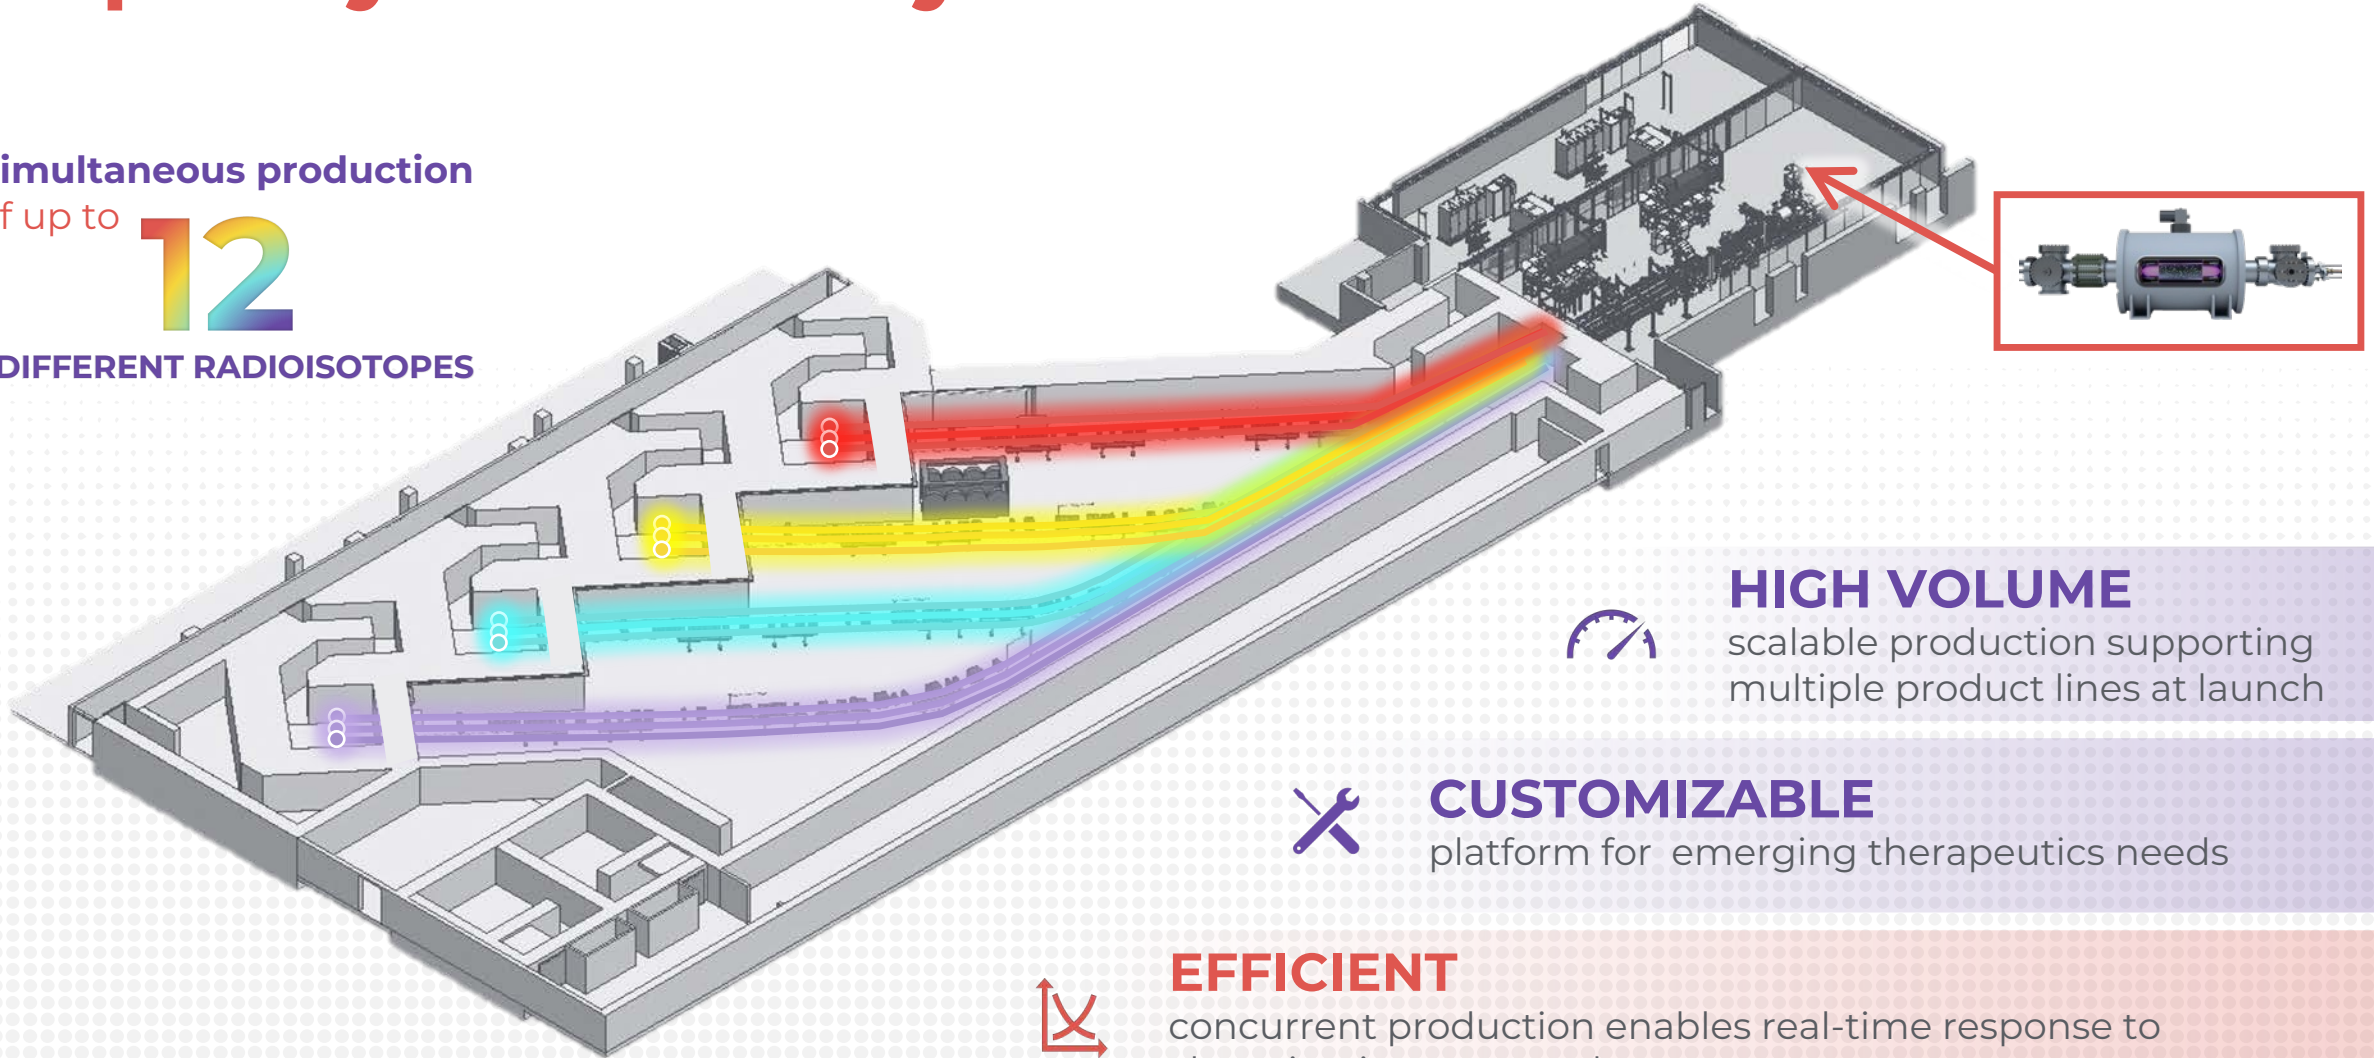 imultaneous production
f up to
12
DIFFERENT RADIOISOTOPES
HIGH VOLUME
scalable production supporting
multiple product lines at launch
CUSTOMIZABLE
platform for emerging therapeutics needs
EFFICIENT
concurrent production enables real-time response to